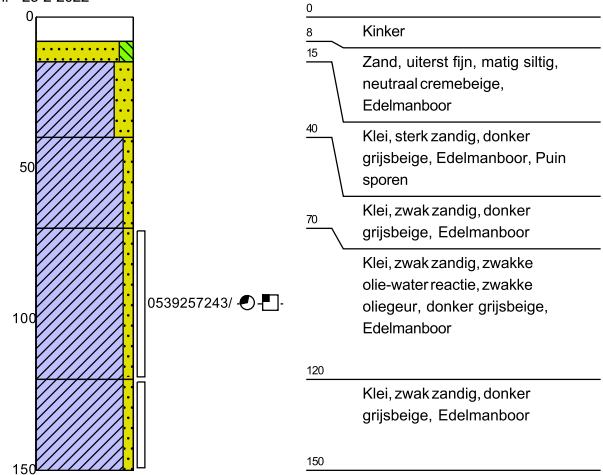 0
50
100
150
0539257243/
0
8
Kinker
15
Zand, uiterst fijn, matig siltig,
neutraal cremebeige,
Edelmanboor
40
Klei, sterk zandig, donker
grijsbeige, Edelmanboor, Puin
sporen
70
Klei, zwak zandig, donker
grijsbeige, Edelmanboor
Klei, zwak zandig, zwakke
olie-water reactie, zwakke
oliegeur, donker grijsbeige,
Edelmanboor
120
Klei, zwak zandig, donker
grijsbeige, Edelmanboor
150